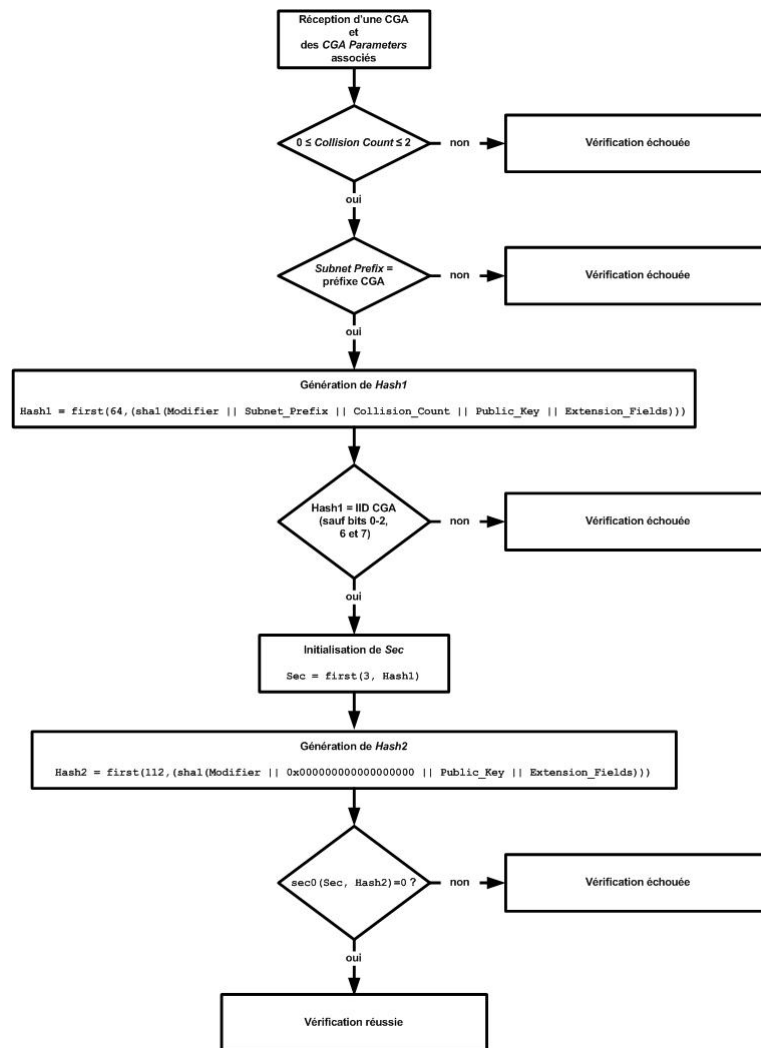 Réception d'une CGA
et
des CGA Parameters
associés
0 ≤ Collision Count ≤ 2
non
Vérification échouée
oui
Subnet Prefix =
préfixe CGA
non
Vérification échouée
oui
Génération de Hash1
Hash1 = first(64,(sha1(Modifier || Subnet_Prefix || Collision_Count || Public_Key || Extension_Fields)))
Hash1 = IID CGA
(sauf bits 0-2,
6 et 7)
non
Vérification échouée
oui
Initialisation de Sec
Sec = first(3, Hash1)
Génération de Hash2
Hash2 = first(112,(sha1(Modifier || 0x000000000000000000 || Public_Key || Extension_Fields)))
sec0(Sec, Hash2)=0 ?
non
Vérification échouée
oui
Vérification réussie